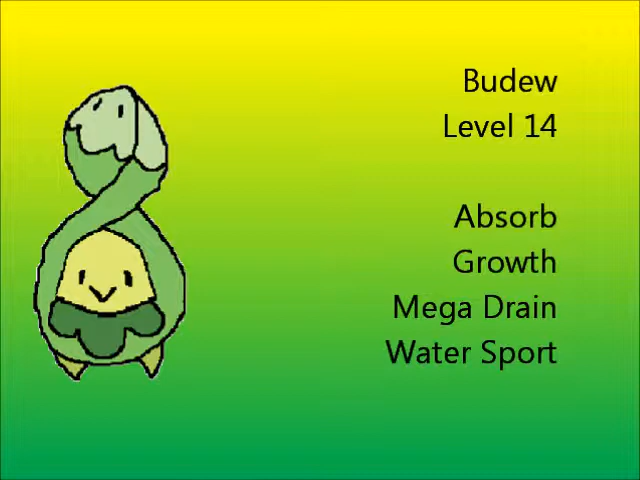 Budew
Level 14
Absorb
Growth
Mega Drain
Water Sport